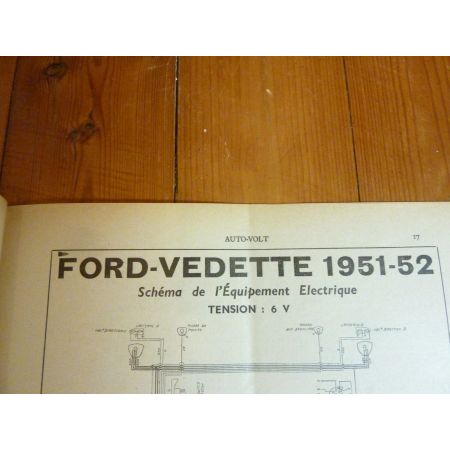 AUTO-VOLT 17
FORD-VEDETTE 1951-52
Schéma de l'Équipement Electrique
TENSION : 6 V